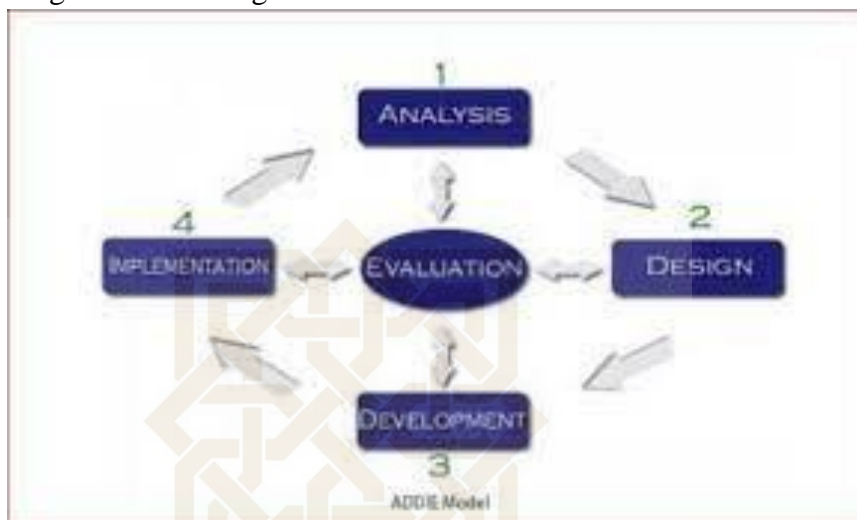 1
ANALYSIS
4
2
IMPLEMENTATION
EVALUATION
DESIGN
DEVELOPMENT
3
ADDIE Model